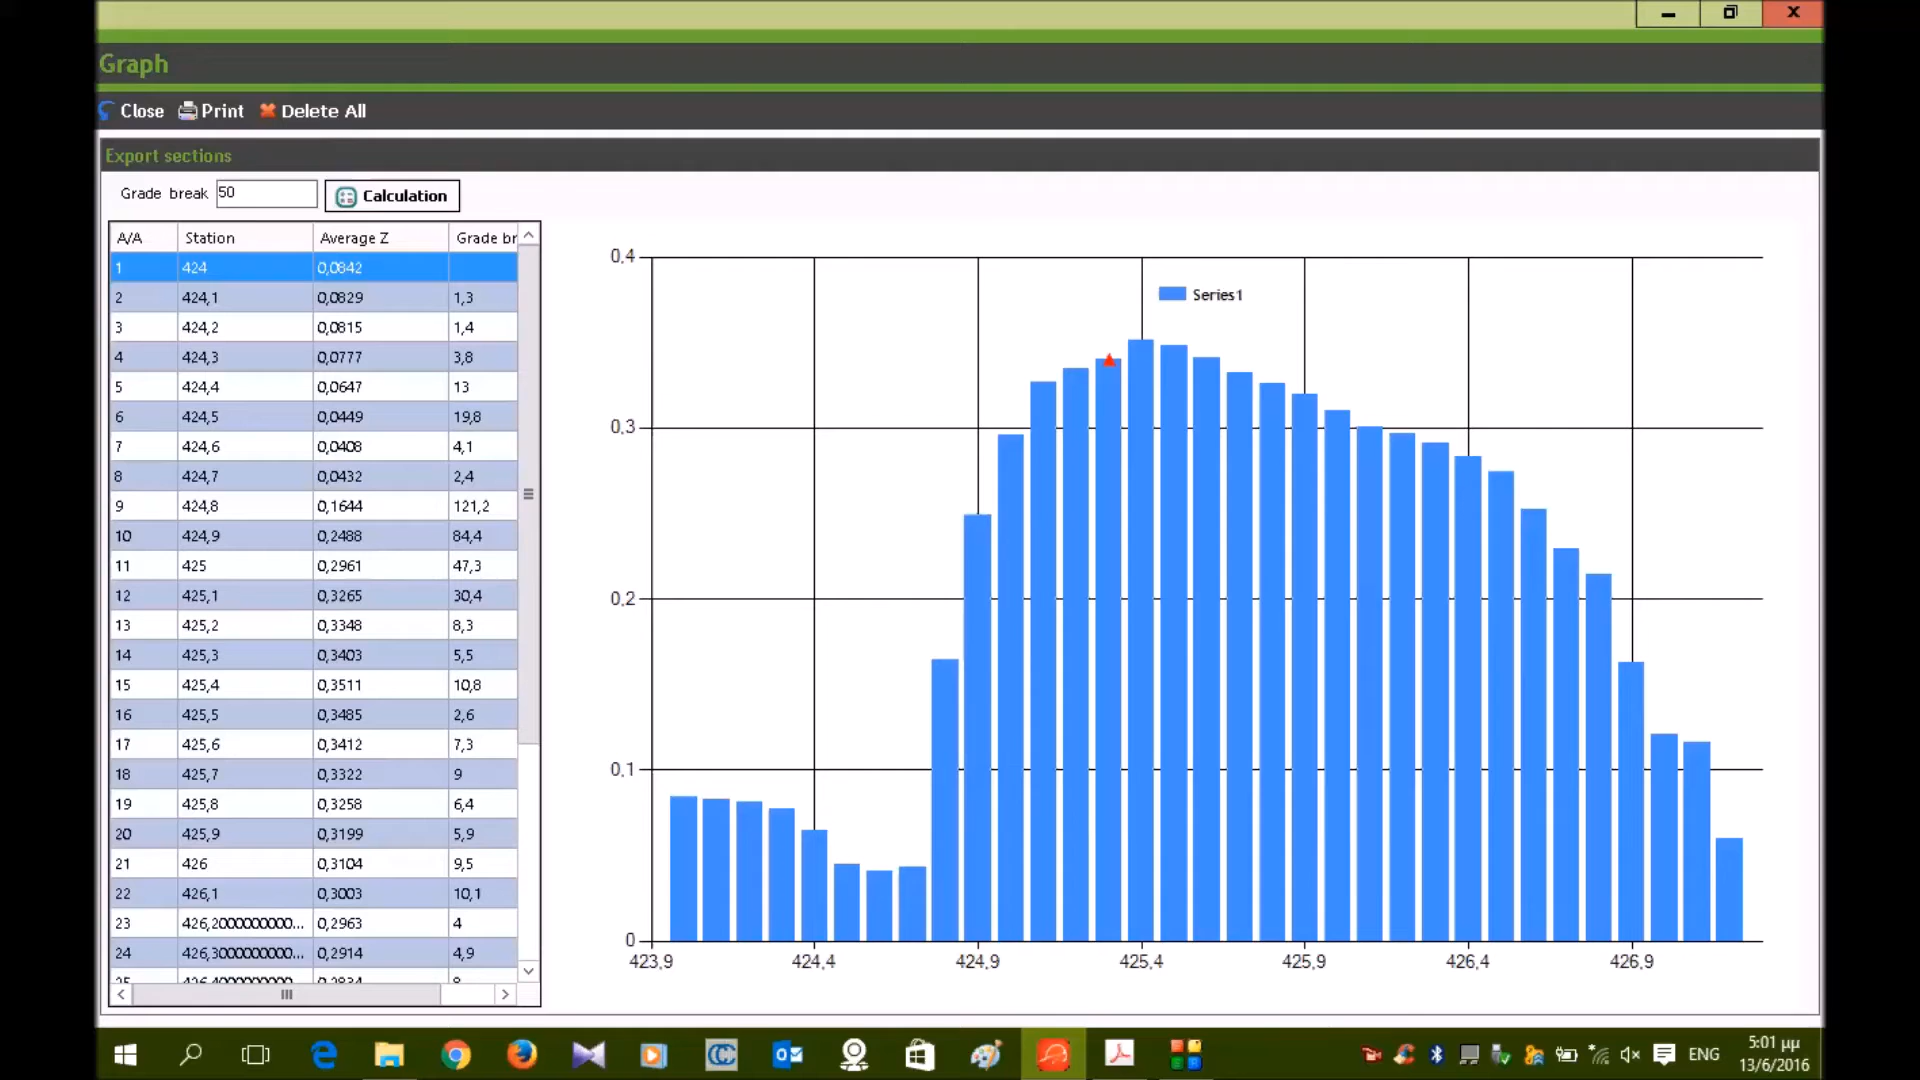 Graph
Close Print Delete All
Export sections
Grade break 50 Calculation
A/A Station Average Z Grade br
1 424 0,0842
2 424,1 0,0829 1,3
3 424,2 0,0815 1,4
4 424,3 0,0777 3,8
5 424,4 0,0647 13
6 424,5 0,0449 19,8
7 424,6 0,0408 4,1
8 424,7 0,0432 2,4
9 424,8 0,1644 121,2
10 424,9 0,2488 84,4
11 425 0,2961 47,3
12 425,1 0,3265 30,4
13 425,2 0,3348 8,3
14 425,3 0,3403 5,5
15 425,4 0,3511 10,8
16 425,5 0,3485 2,6
17 425,6 0,3412 7,3
18 425,7 0,3322 9
19 425,8 0,3258 6,4
20 425,9 0,3199 5,9
21 426 0,3104 9,5
22 426,1 0,3003 10,1
23 426,2000000000... 0,2963 4
24 426,3000000000... 0,2914 4,9
Series1
0,4
0,3
0,2
0,1
0
423,9 424,4 424,9 425,4 425,9 426,4 426,9
ENG
5:01 μμ
13/6/2016